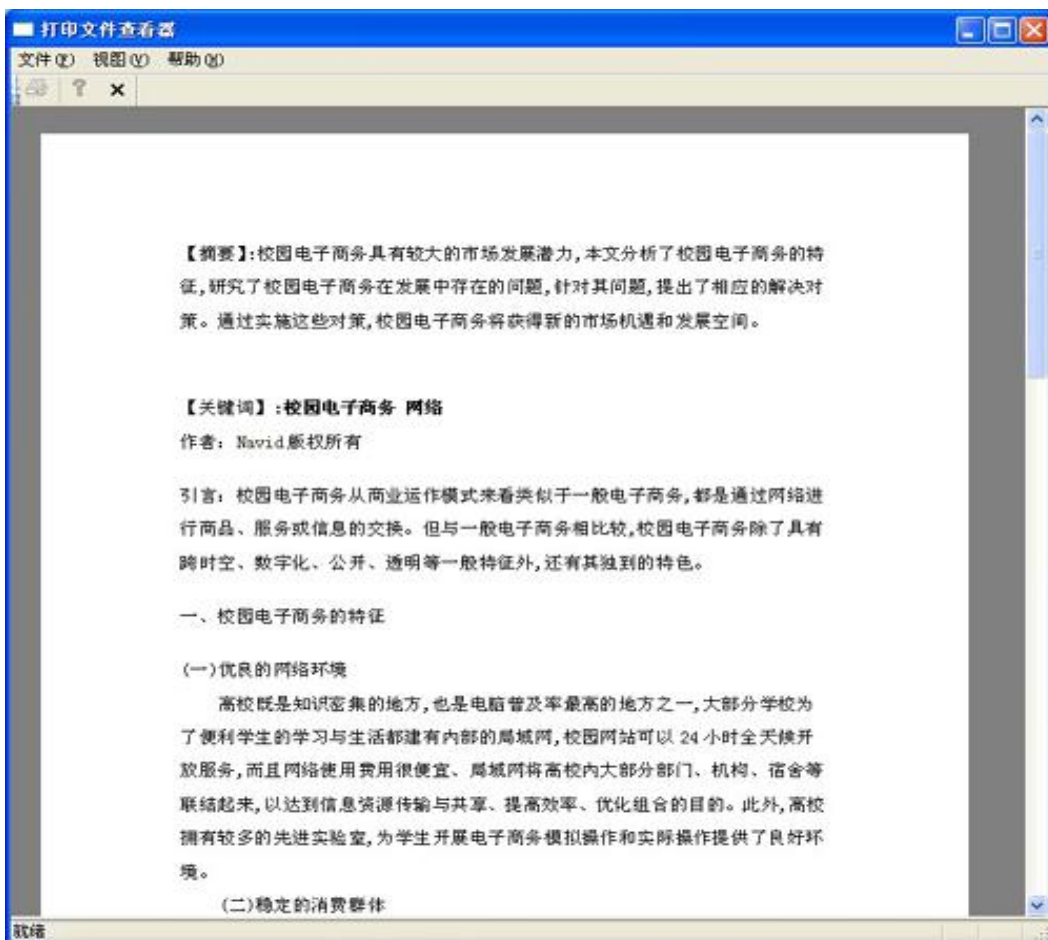 打印文件查看器
文件(F) 视图(V) 帮助(H)
【摘要】:校园电子商务具有较大的市场发展潜力,本文分析了校园电子商务的特
征,研究了校园电子商务在发展中存在的问题,针对其问题,提出了相应的解决对
策。通过实施这些对策,校园电子商务将获得新的市场机遇和发展空间。
【关键词】:校园电子商务 网络
作者：Navid版权所有
引言：校园电子商务从商业运作模式来看类似于一般电子商务,都是通过网络进
行商品、服务或信息的交换。但与一般电子商务相比较,校园电子商务除了具有
跨时空、数字化、公开、透明等一般特征外,还有其独到的特色。
一、校园电子商务的特征
(一)优良的网络环境
高校既是知识密集的地方,也是电脑普及率最高的地方之一,大部分学校为
了便利学生的学习与生活都建有内部的局域网,校园网站可以 24 小时全天候开
放服务,而且网络使用费用很便宜、局域网将高校内大部分部门、机构、宿舍等
联结起来,以达到信息资源传输与共享、提高效率、优化组合的目的。此外,高校
拥有较多的先进实验室,为学生开展电子商务模拟操作和实际操作提供了良好环
境。
(二)稳定的消费群体
就绪